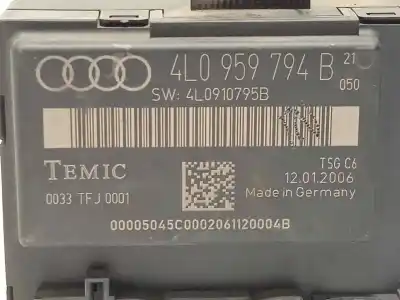 4L0 959 794 B 21
050
SW: 4L0910795B
TEMIC
TSG C6
12.01.2006
0033 TFJ 0001
Made in Germany
00005045C0002061120004B